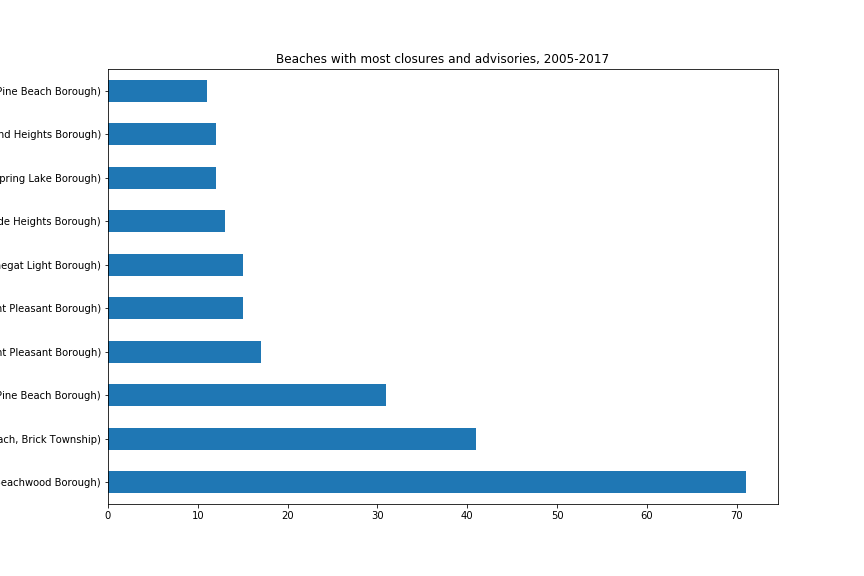 Beaches with most closures and advisories, 2005-2017
Pine Beach Borough)
nd Heights Borough)
pring Lake Borough)
de Heights Borough)
negat Light Borough)
nt Pleasant Borough)
nt Pleasant Borough)
Pine Beach Borough)
ach, Brick Township)
eachwood Borough)
0 10 20 30 40 50 60 70